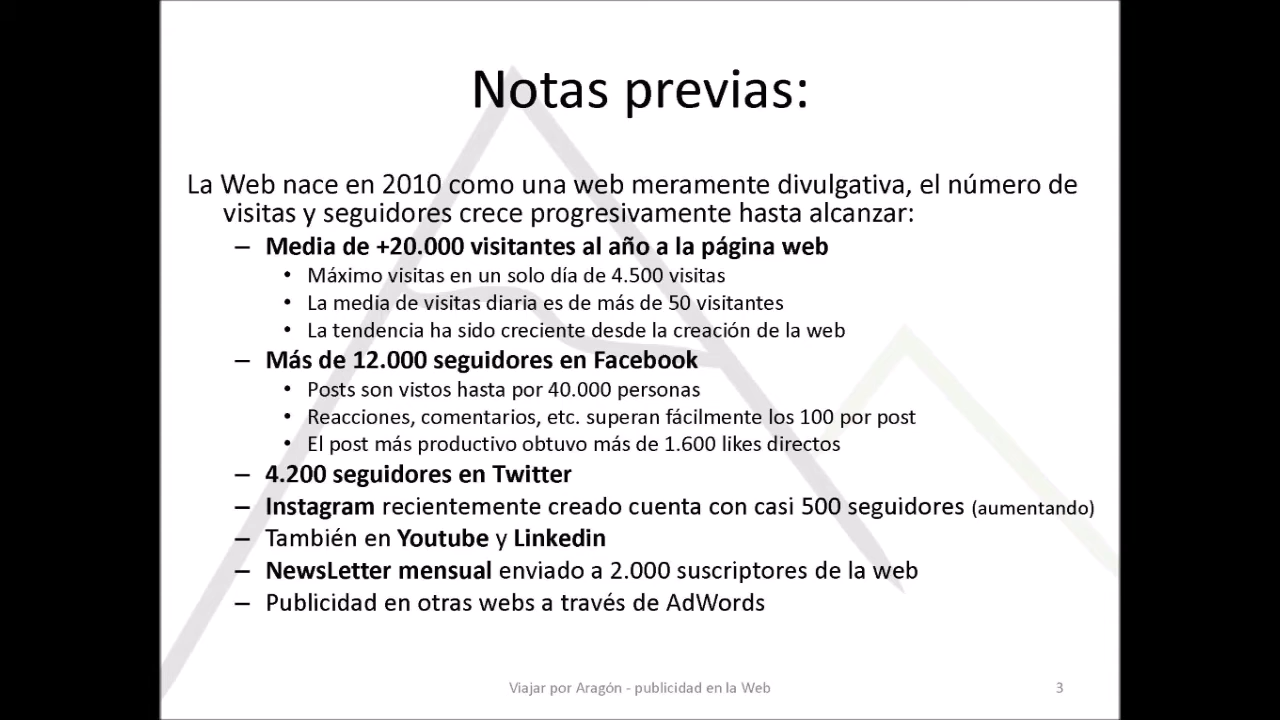 Notas previas:
La Web nace en 2010 como una web meramente divulgativa, el número de
visitas y seguidores crece progresivamente hasta alcanzar:
– Media de +20.000 visitantes al año a la página web
• Máximo visitas en un solo día de 4.500 visitas
• La media de visitas diaria es de más de 50 visitantes
• La tendencia ha sido creciente desde la creación de la web
– Más de 12.000 seguidores en Facebook
• Posts son vistos hasta por 40.000 personas
• Reacciones, comentarios, etc. superan fácilmente los 100 por post
• El post más productivo obtuvo más de 1.600 likes directos
– 4.200 seguidores en Twitter
– Instagram recientemente creado cuenta con casi 500 seguidores (aumentando)
– También en Youtube y Linkedin
– NewsLetter mensual enviado a 2.000 suscriptores de la web
– Publicidad en otras webs a través de AdWords
Viajar por Aragón - publicidad en la Web 3